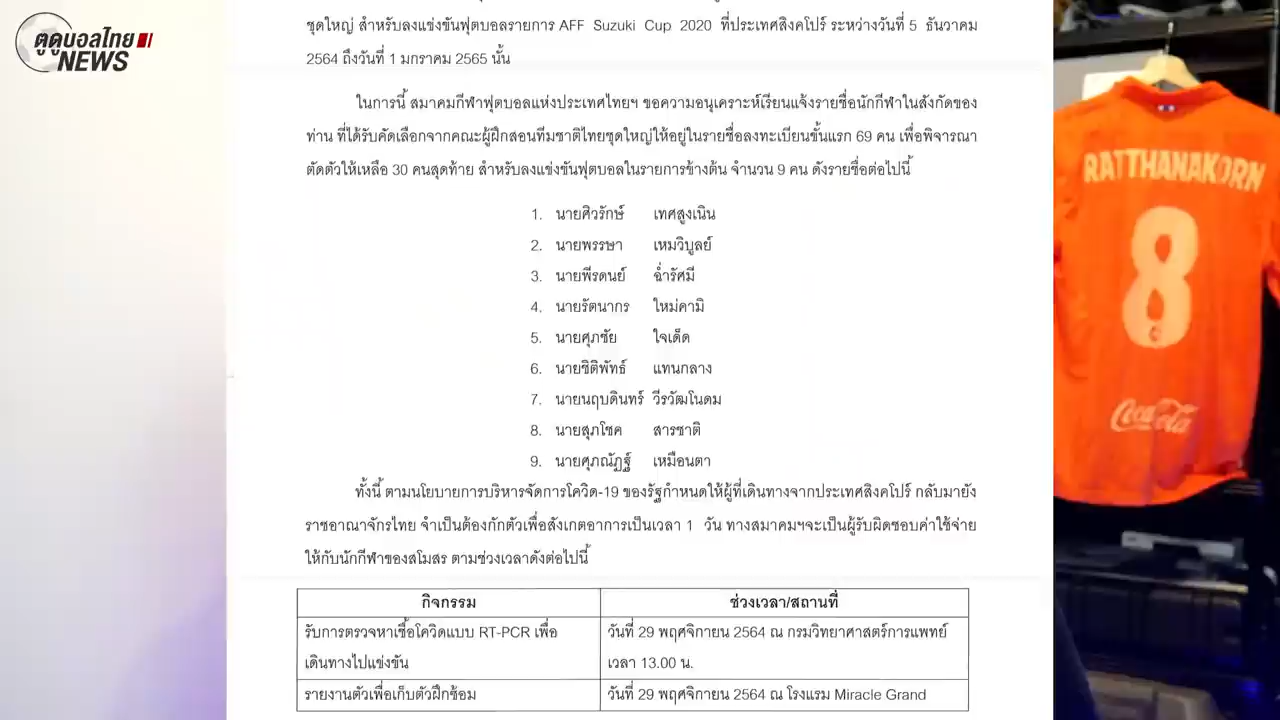 ตูดูบอลไทย
NEWS
ชุดใหญ่ สำหรับลงแข่งขันฟุตบอลรายการ AFF Suzuki Cup 2020 ที่ประเทศสิงคโปร์ ระหว่างวันที่ 5 ธันวาคม
2564 ถึงวันที่ 1 มกราคม 2565 นั้น
ในการนี้ สมาคมกีฬาฟุตบอลแห่งประเทศไทยฯ ขอความอนุเคราะห์เรียนแจ้งรายชื่อนักกีฬาในสังกัดของ
ท่าน ที่ได้รับคัดเลือกจากคณะผู้ฝึกสอนทีมชาติไทยชุดใหญ่ให้อยู่ในรายชื่อลงทะเบียนขั้นแรก 69 คน เพื่อพิจารณา
ตัดตัวให้เหลือ 30 คนสุดท้าย สำหรับลงแข่งขันฟุตบอลในรายการข้างต้น จำนวน 9 คน ดังรายชื่อต่อไปนี้
1. นายศิวรักษ์ เทศสูงเนิน
2. นายพรรษา เหมวิบูลย์
3. นายพีรดนย์ ฉ่ำรัศมี
4. นายรัตนากร ใหม่คามิ
5. นายศุภชัย ใจเด็ด
6. นายชิติพัทธ์ แทนกลาง
7. นายนฤบดินทร์ วีรวัฒโนดม
8. นายสุภโชค สารชาติ
9. นายศุภณัฏฐ์ เหมือนตา
ทั้งนี้ ตามนโยบายการบริหารจัดการโควิด-19 ของรัฐกำหนดให้ผู้ที่เดินทางจากประเทศสิงคโปร์ กลับมายัง
ราชอาณาจักรไทย จำเป็นต้องกักตัวเพื่อสังเกตอาการเป็นเวลา 1 วัน ทางสมาคมฯจะเป็นผู้รับผิดชอบค่าใช้จ่าย
ให้กับนักกีฬาของสโมสร ตามช่วงเวลาดังต่อไปนี้
กิจกรรม ช่วงเวลา/สถานที่
รับการตรวจหาเชื้อโควิดแบบ RT-PCR เพื่อ วันที่ 29 พฤศจิกายน 2564 ณ กรมวิทยาศาสตร์การแพทย์
เดินทางไปแข่งขัน เวลา 13.00 น.
รายงานตัวเพื่อเก็บตัวฝึกซ้อม วันที่ 29 พฤศจิกายน 2564 ณ โรงแรม Miracle Grand
RATTHANAKORN
8
Coca-Cola